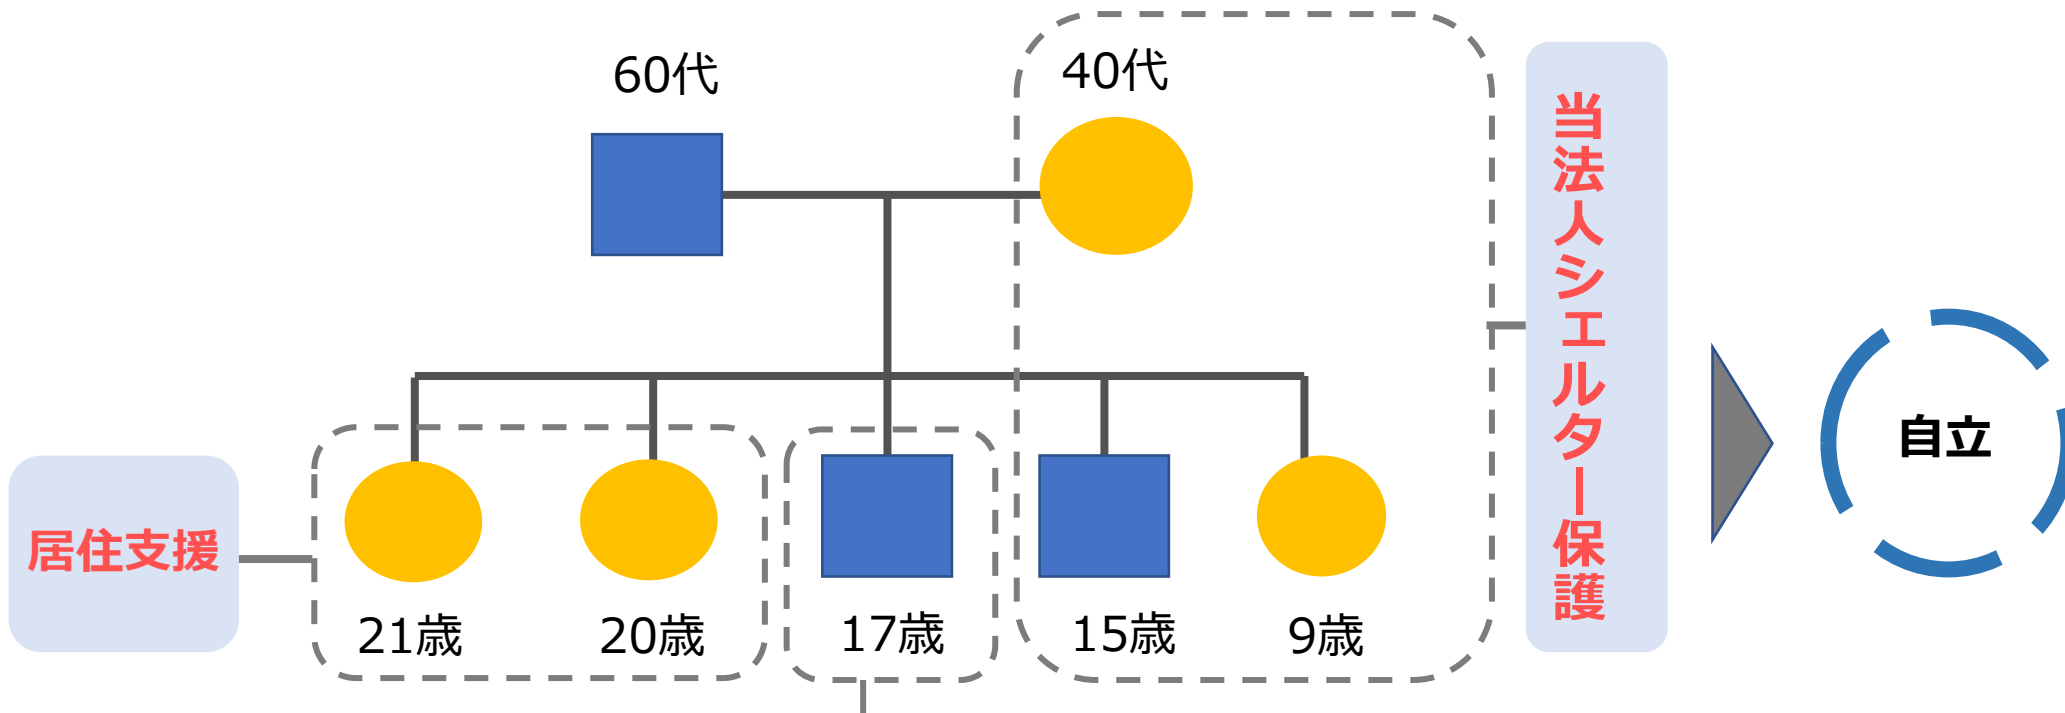 60代
40代
当法人シェルター保護
自立
居住支援
21歳
20歳
17歳
15歳
9歳